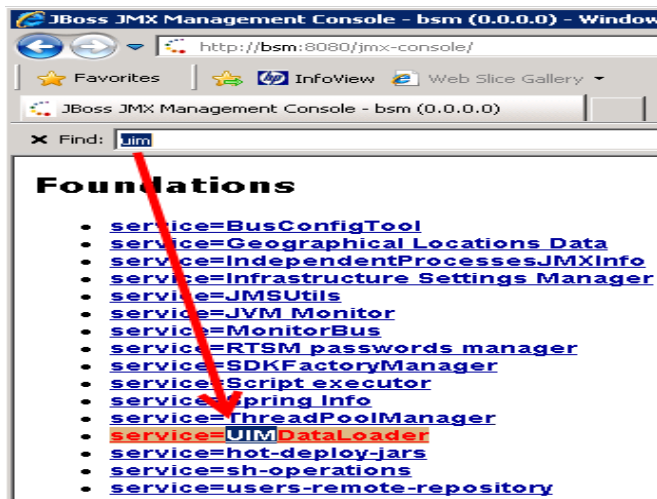 JBoss JMX Management Console - bsm (0.0.0.0) - Window
http://bsm:8080/jmx-console/
Favorites hp InfoView Web Slice Gallery
JBoss JMX Management Console - bsm (0.0.0.0)
Find: uim
Foundations
service=BusConfigTool
service=Geographical Locations Data
service=IndependentProcessesJMXInfo
service=Infrastructure Settings Manager
service=JMSUtils
service=JVM Monitor
service=MonitorBus
service=RTSM passwords manager
service=SDKFactoryManager
service=Script executor
service=Spring Info
service=ThreadPoolManager
service=UIMDataLoader
service=hot-deploy-jars
service=sh-operations
service=users-remote-repository